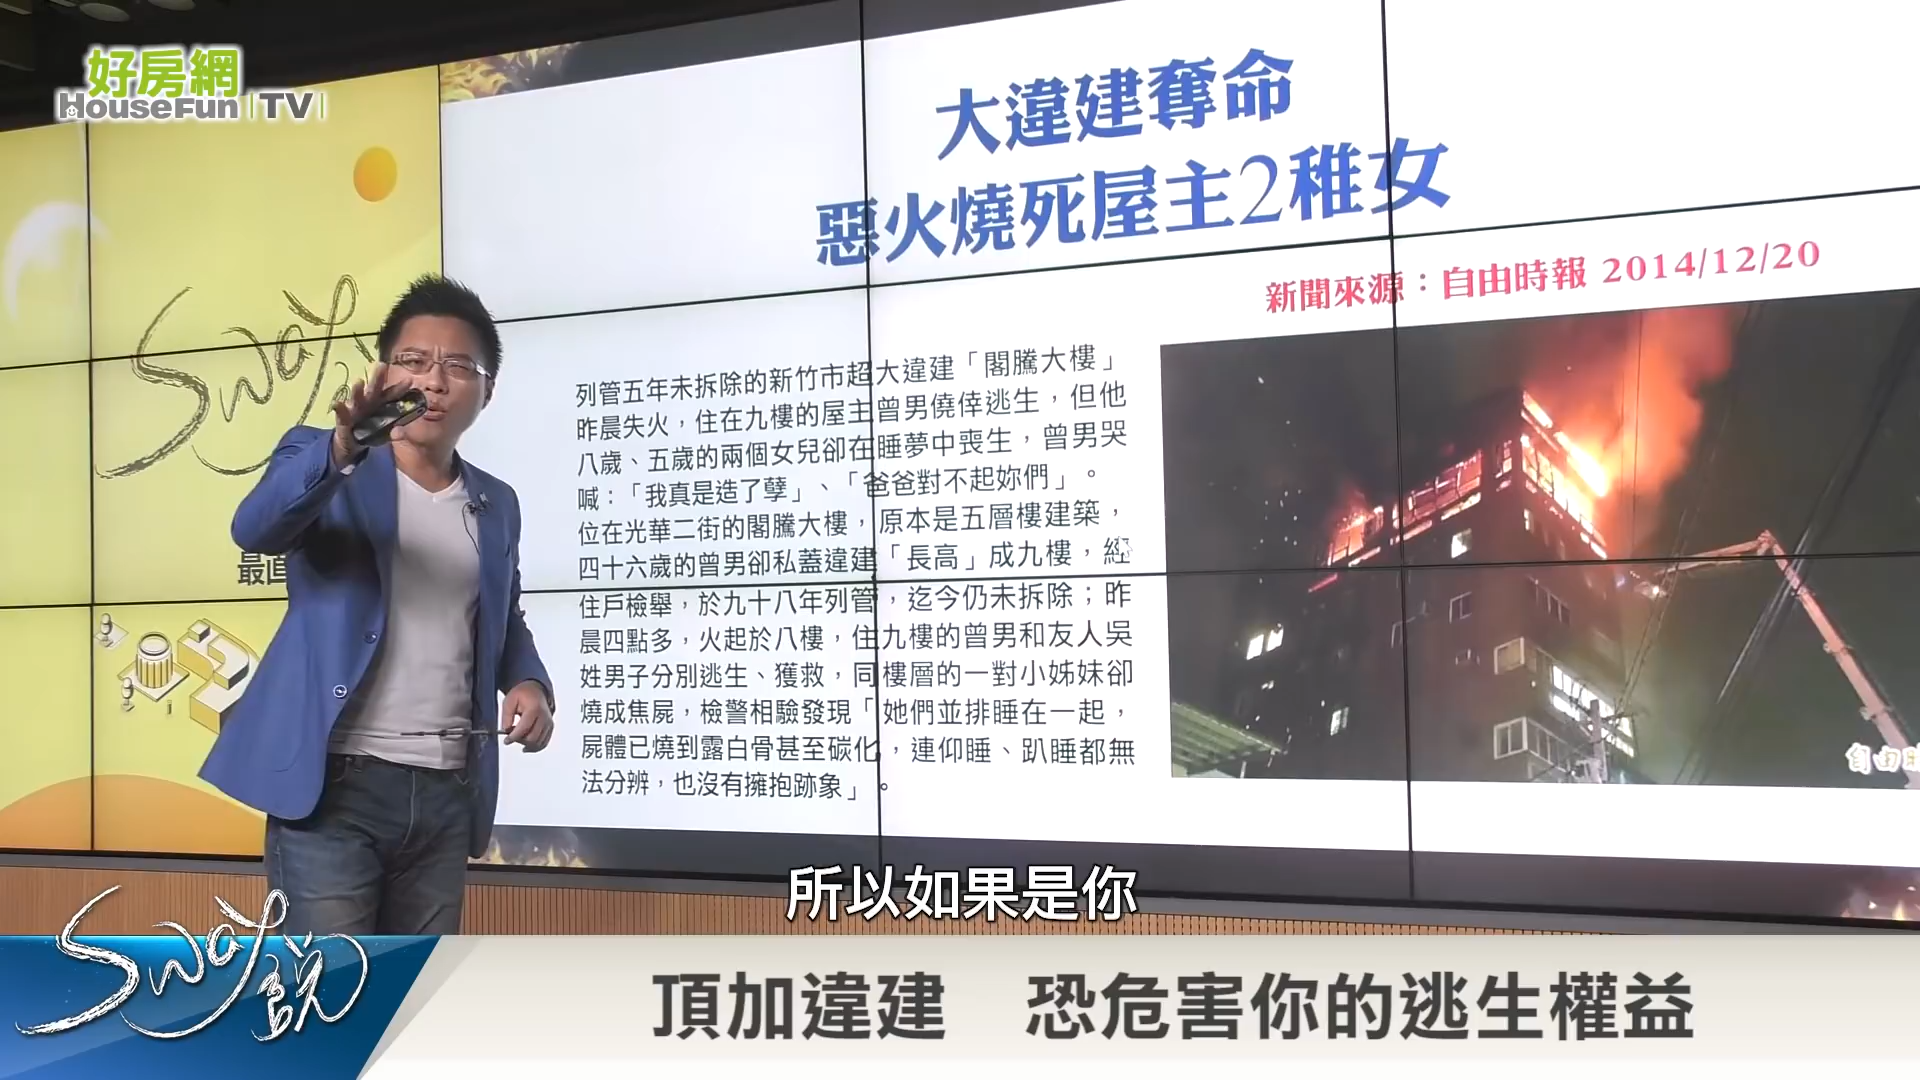 好房網
HouseFun TV
大違建奪命
惡火燒死屋主2稚女
新聞來源：自由時報 2014/12/20
列管五年未拆除的新竹市超大違建「閣騰大樓」
昨晨失火，住在九樓的屋主曾男僥倖逃生，但他
八歲、五歲的兩個女兒卻在睡夢中喪生，曾男哭
喊：「我真是造了孽」、「爸爸對不起妳們」。
位在光華二街的閣騰大樓，原本是五層樓建築，
四十六歲的曾男卻私蓋違建「長高」成九樓，經
住戶檢舉，於九十八年列管，迄今仍未拆除；昨
晨四點多，火起於八樓，住九樓的曾男和友人吳
姓男子分別逃生、獲救，同樓層的一對小姊妹卻
燒成焦屍，檢警相驗發現「她們並排睡在一起，
屍體已燒到露白骨甚至碳化，連仰睡、趴睡都無
法分辨，也沒有擁抱跡象」。
自由
Sway
最直
所以如果是你
Sway說
頂加違建 恐危害你的逃生權益